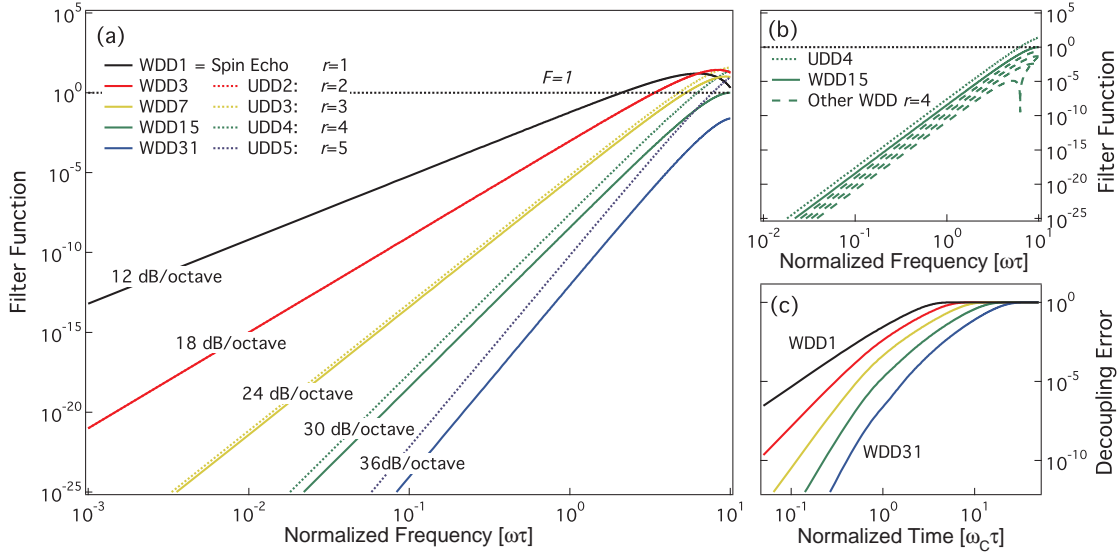 (a)
WDD1 = Spin Echo r=1
WDD3 UDD2: r=2
WDD7 UDD3: r=3
WDD15 UDD4: r=4
WDD31 UDD5: r=5
F=1
12 dB/octave
18 dB/octave
24 dB/octave
30 dB/octave
36dB/octave
Filter Function
10^5
10^0
10^-5
10^-10
10^-15
10^-20
10^-25
10^-3 10^-2 10^-1 10^0 10^1
Normalized Frequency [ωτ]
(b)
UDD4
WDD15
Other WDD r=4
10^5
10^0
10^-5
10^-10
10^-15
10^-20
10^-25
Filter Function
10^-2 10^-1 10^0 10^1
Normalized Frequency [ωτ]
(c)
WDD1
WDD31
10^0
10^-5
10^-10
Decoupling Error
10^-1 10^0 10^1
Normalized Time [ω_C τ]